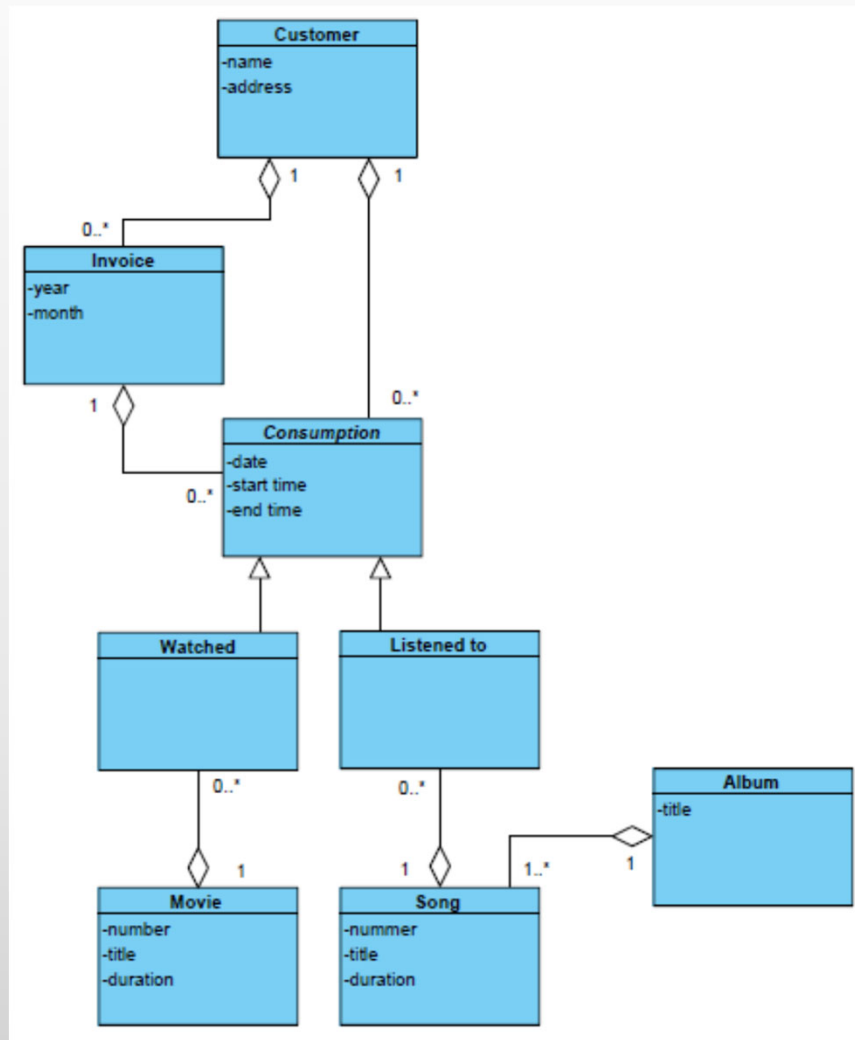 Customer
-name
-address
1
1
0..*
Invoice
-year
-month
1
0..*
Consumption
-date
-start time
-end time
0..*
Watched
Listened to
0..*
0..*
Album
-title
1
1
1..*
1
Movie
-number
-title
-duration
Song
-nummer
-title
-duration